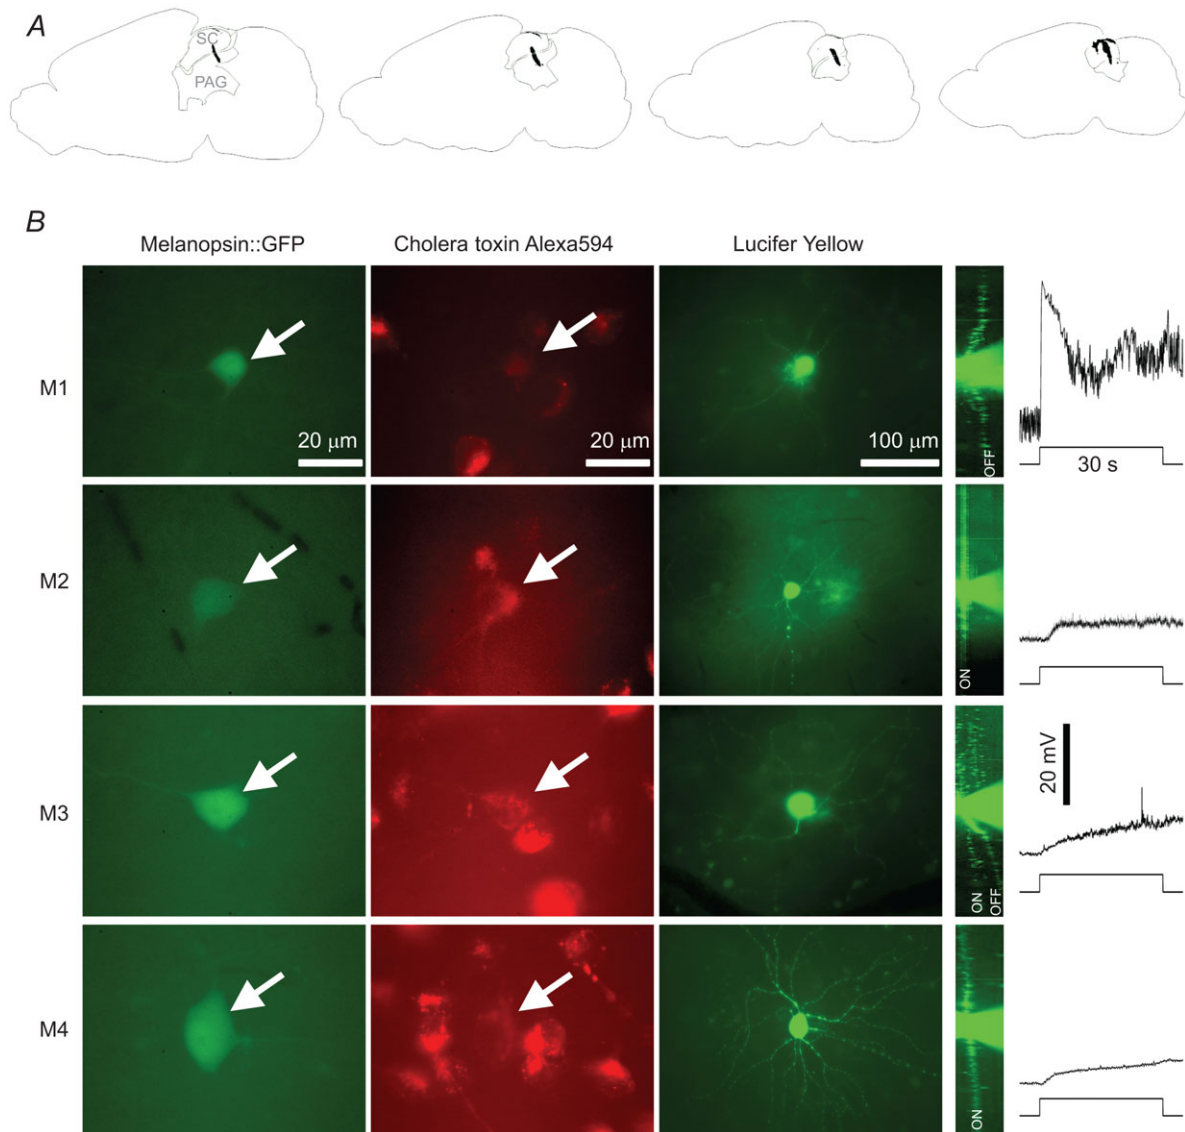 A
SC
PAG
B
Melanopsin::GFP
Cholera toxin Alexa594
Lucifer Yellow
M1
20 μm
20 μm
100 μm
OFF
30 s
M2
ON
M3
20 mV
ON
OFF
M4
ON